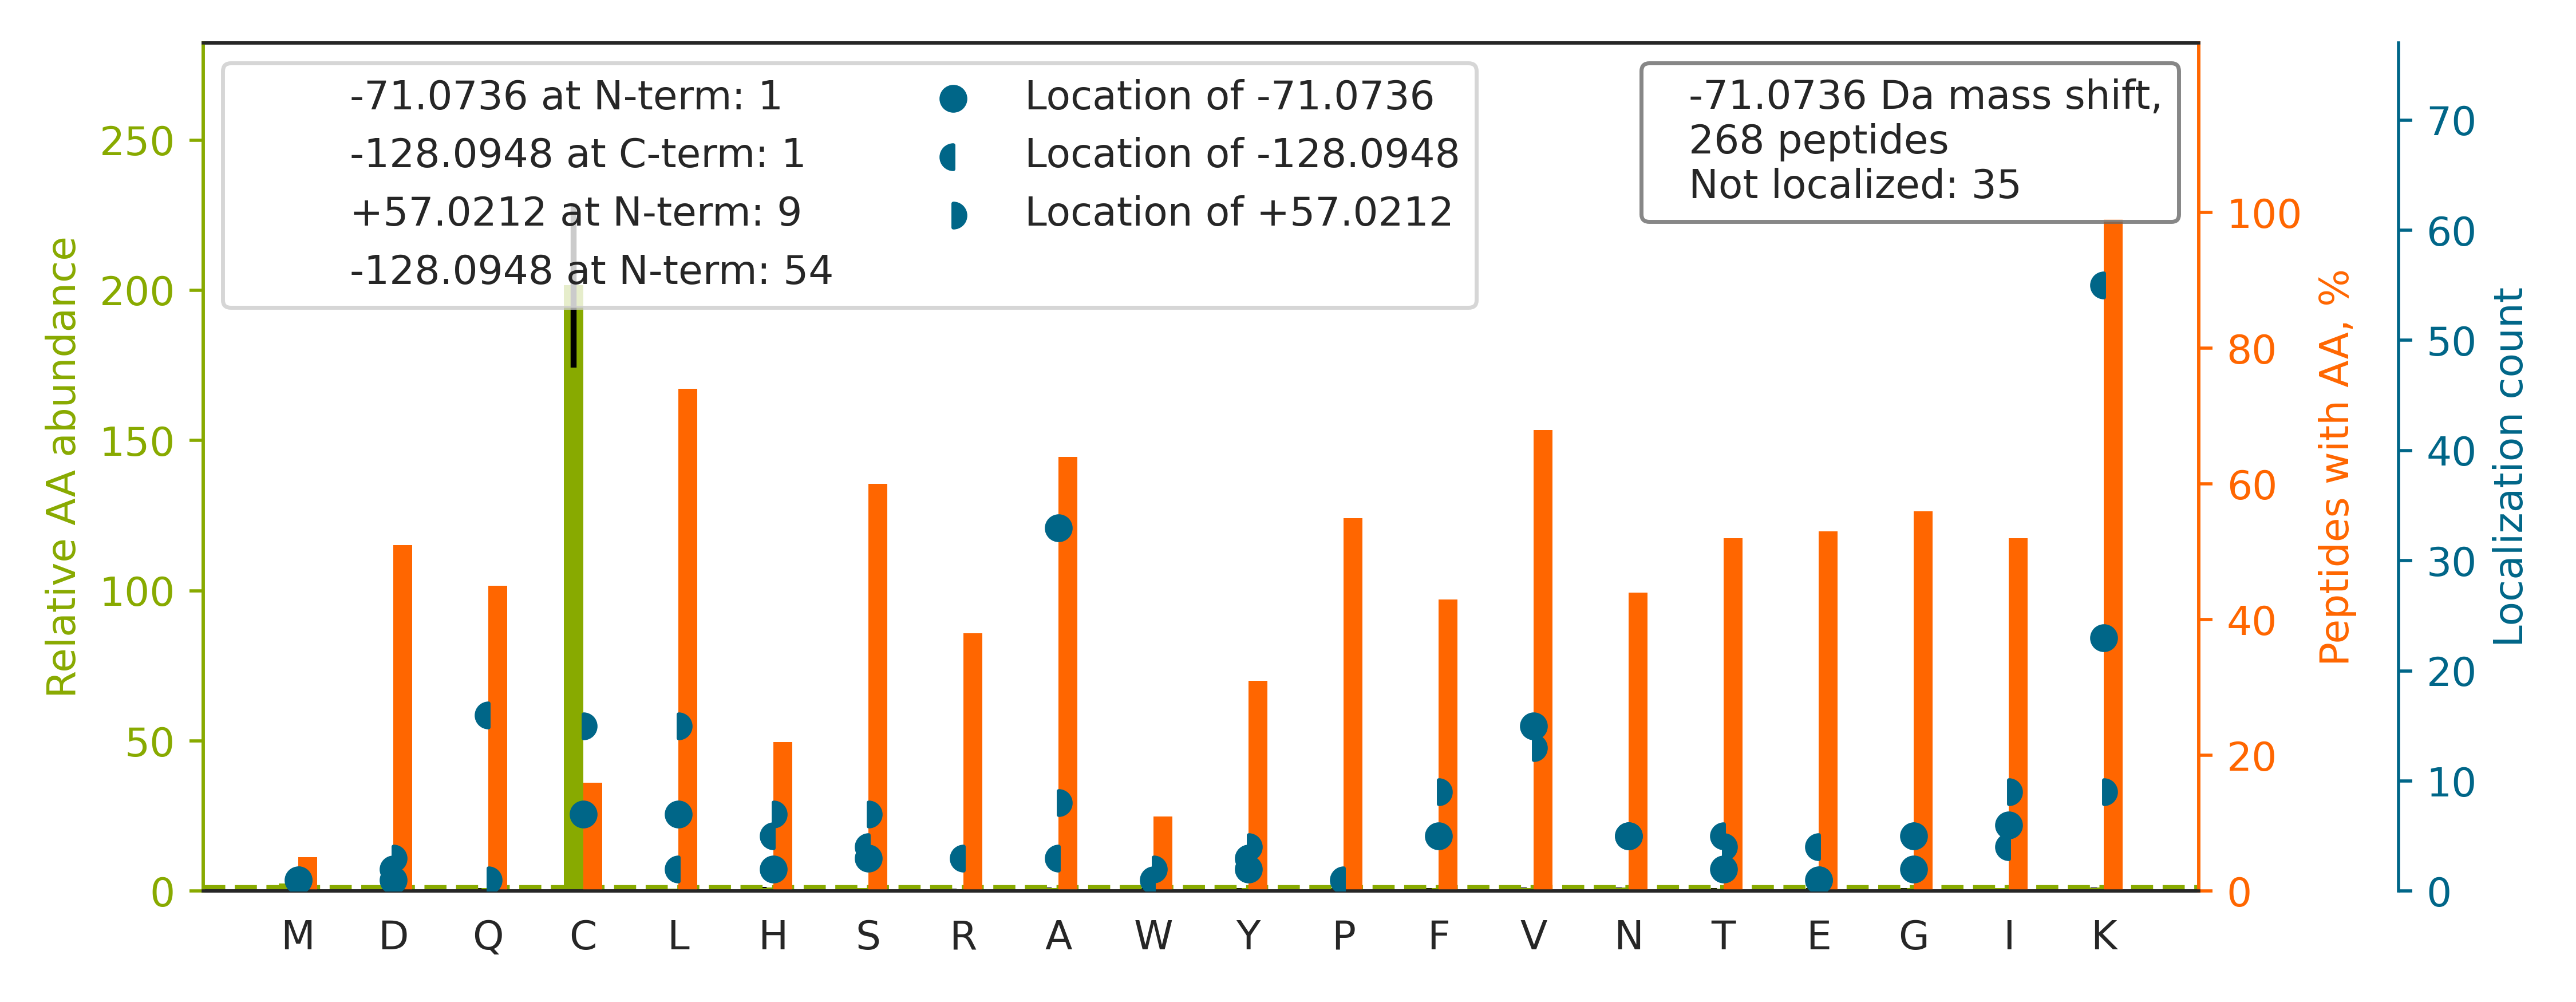 -71.0736 at N-term: 1
-128.0948 at C-term: 1
+57.0212 at N-term: 9
-128.0948 at N-term: 54
Location of -71.0736
Location of -128.0948
Location of +57.0212
-71.0736 Da mass shift,
268 peptides
Not localized: 35
Relative AA abundance
250
200
150
100
50
0
M D Q C L H S R A W Y P F V N T E G I K
100
80
60
40
20
0
Peptides with AA, %
70
60
50
40
30
20
10
0
Localization count